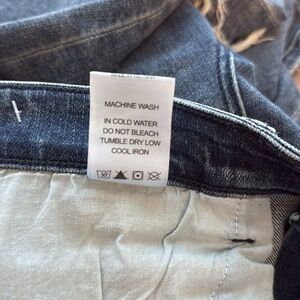 MACHINE WASH
IN COLD WATER
DO NOT BLEACH
TUMBLE DRY LOW
COOL IRON